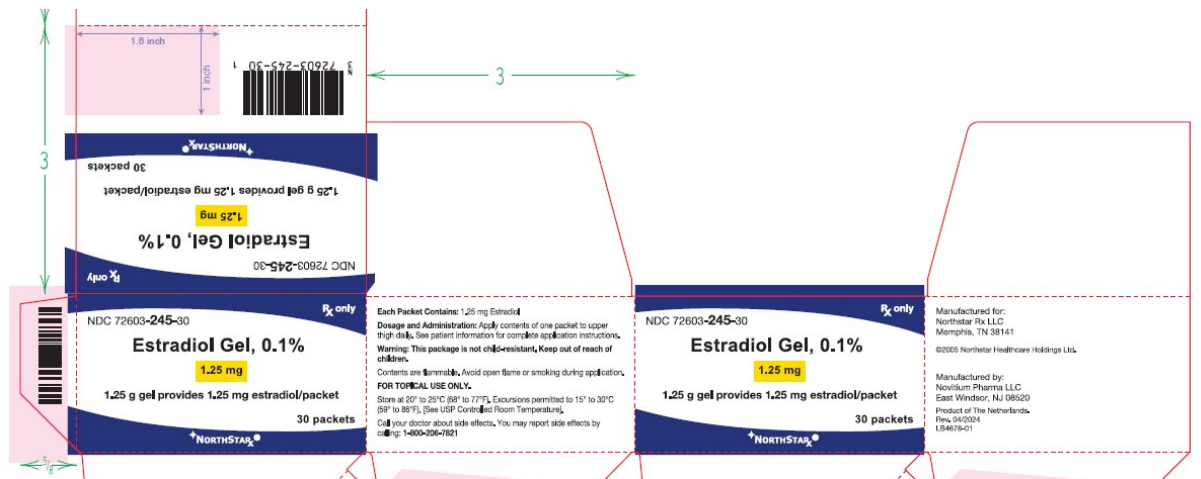 1.6 inch
1 inch
3 72603-245-30 1
3
3
NORTHSTARx
30 packets
1.25 g gel provides 1.25 mg estradiol/packet
1.25 mg
Estradiol Gel, 0.1%
NDC 72603-245-30
Rx only
Rx only
NDC 72603-245-30
Estradiol Gel, 0.1%
1.25 mg
1.25 g gel provides 1.25 mg estradiol/packet
30 packets
NORTHSTARx
5/8
Each Packet Contains: 1.25 mg Estradiol
Dosage and Administration: Apply contents of one packet to upper
thigh daily. See patient information for complete application instructions.
Warning: This package is not child-resistant. Keep out of reach of
children.
Contents are flammable. Avoid open flame or smoking during application.
FOR TOPICAL USE ONLY.
Store at 20° to 25°C (68° to 77°F). Excursions permitted to 15° to 30°C
(59° to 86°F). [See USP Controlled Room Temperature].
Call your doctor about side effects. You may report side effects by
calling: 1-800-206-7821
Rx only
NDC 72603-245-30
Estradiol Gel, 0.1%
1.25 mg
1.25 g gel provides 1.25 mg estradiol/packet
30 packets
NORTHSTARx
Manufactured for:
Northstar Rx LLC
Memphis, TN 38141
©2005 Northstar Healthcare Holdings Ltd.
Manufactured by:
Novitium Pharma LLC
East Windsor, NJ 08520
Product of The Netherlands.
Rev. 04/2024
LB4678-01